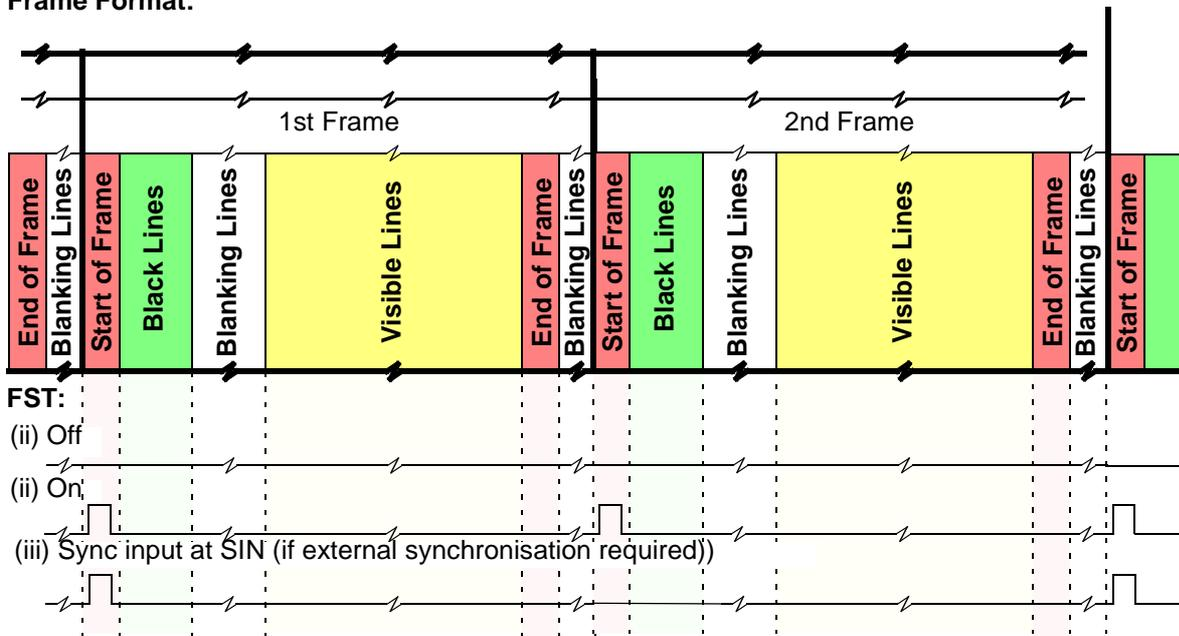 Frame Format:
1st Frame
2nd Frame
End of Frame
Blanking Lines
Start of Frame
Black Lines
Blanking Lines
Visible Lines
End of Frame
Blanking Lines
Start of Frame
Black Lines
Blanking Lines
Visible Lines
End of Frame
Blanking Lines
Start of Frame
FST:
(ii) Off
(ii) On
(iii) Sync input at SIN (if external synchronisation required))